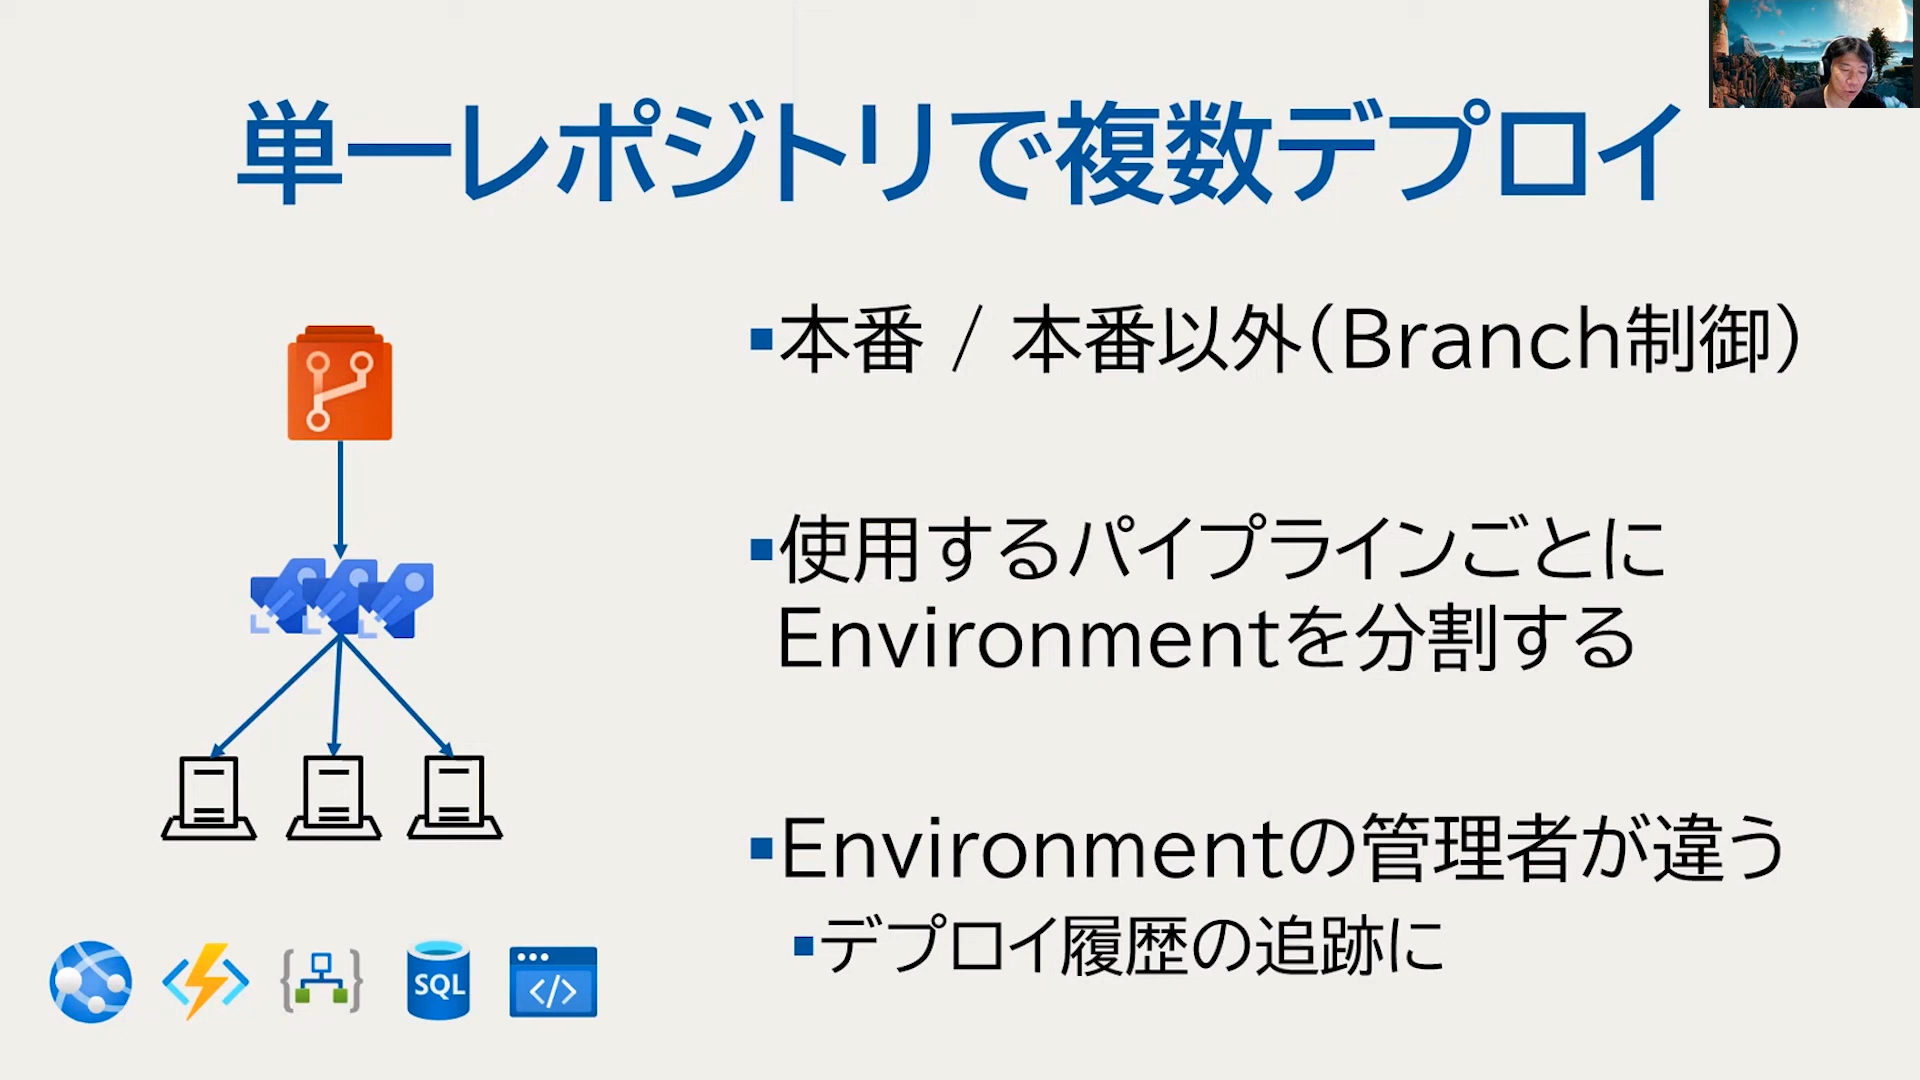 単一レポジトリで複数デプロイ
本番 / 本番以外(Branch制御)
使用するパイプラインごとに
Environmentを分割する
Environmentの管理者が違う
デプロイ履歴の追跡に
SQL